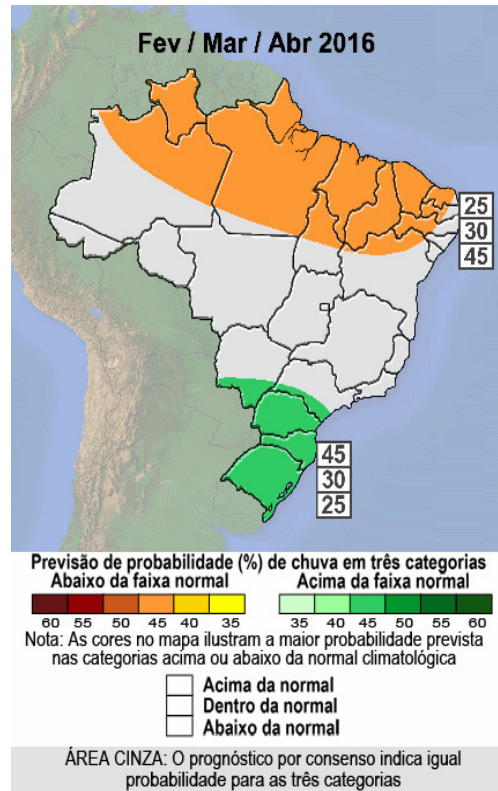 Fev / Mar / Abr 2016
25
30
45
45
30
25
Previsão de probabilidade (%) de chuva em três categorias
Abaixo da faixa normal Acima da faixa normal
60 55 50 45 40 35 35 40 45 50 55 60
Nota: As cores no mapa ilustram a maior probabilidade prevista
nas categorias acima ou abaixo da normal climatológica
Acima da normal
Dentro da normal
Abaixo da normal
ÁREA CINZA: O prognóstico por consenso indica igual
probabilidade para as três categorias